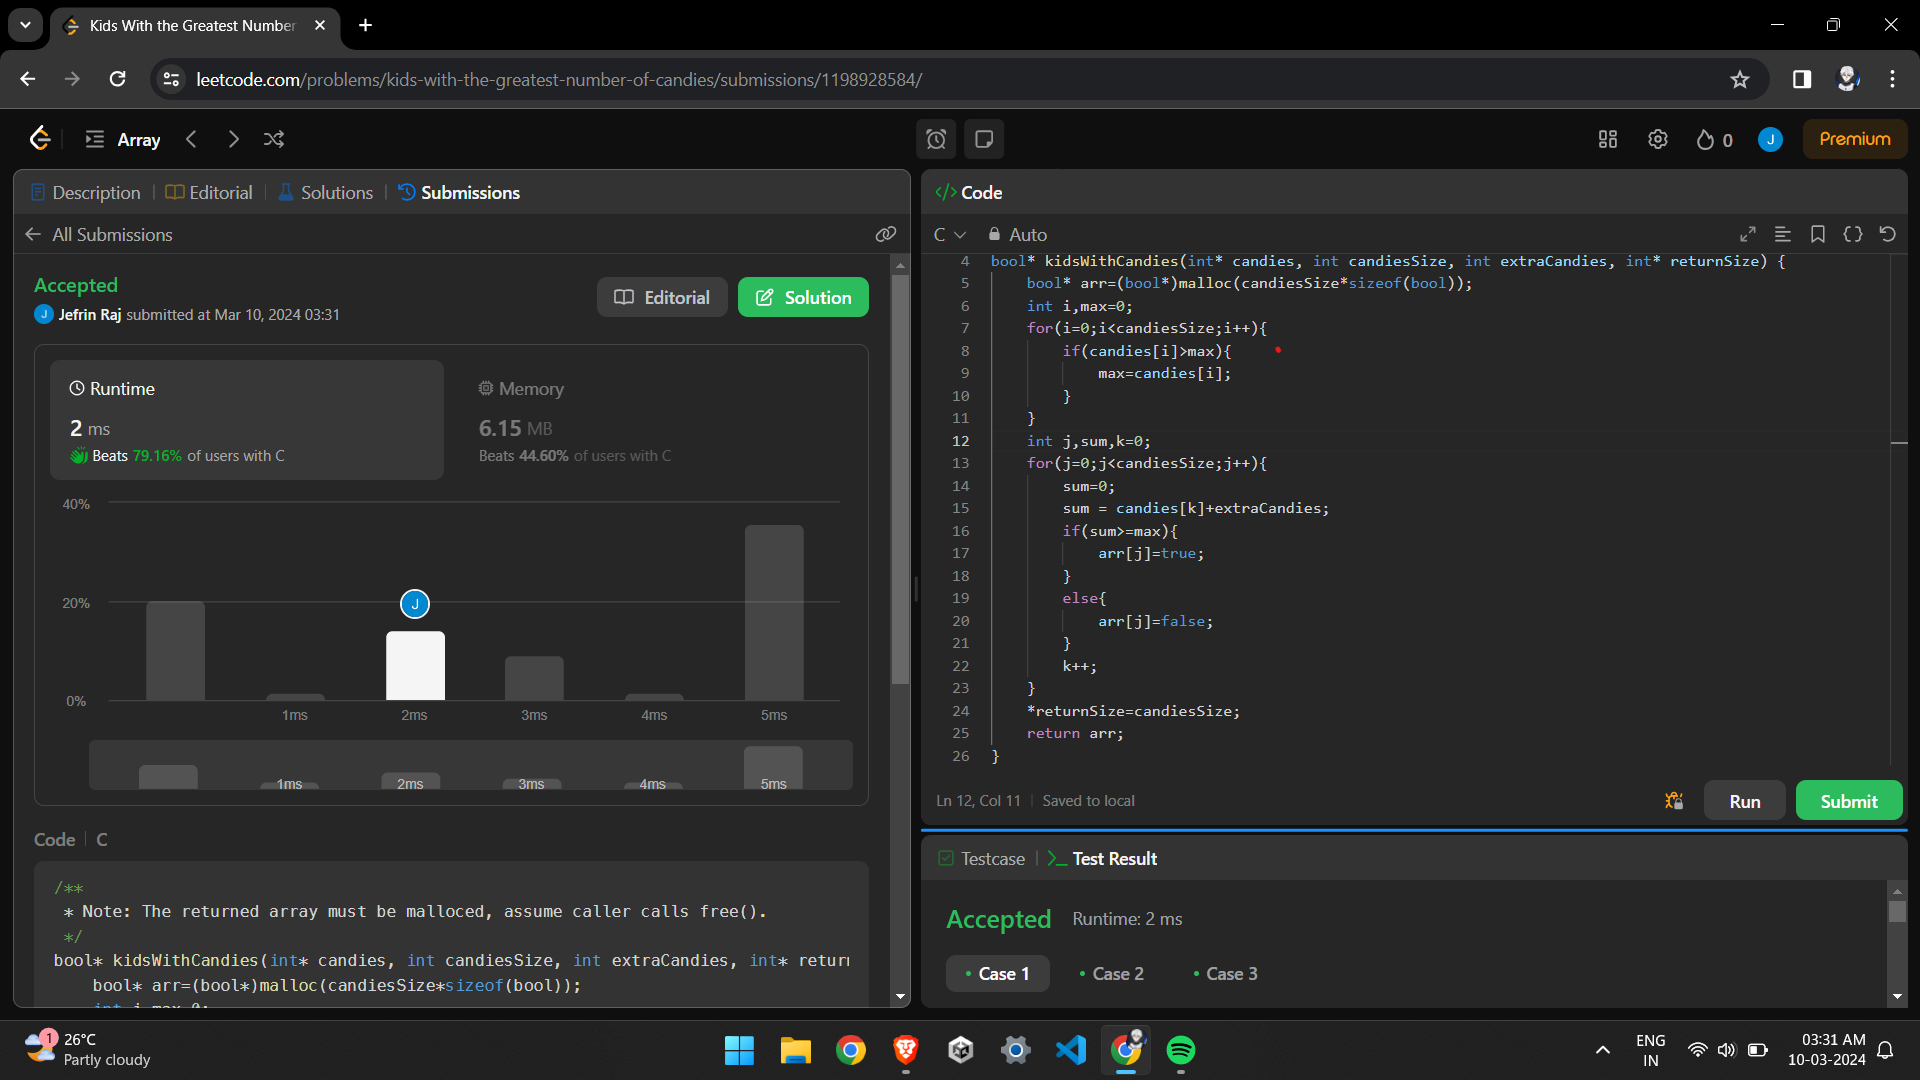 Kids With the Greatest Number
leetcode.com/problems/kids-with-the-greatest-number-of-candies/submissions/1198928584/
Array
0
J
Premium
Description
Editorial
Solutions
Submissions
All Submissions
Accepted
J Jefrin Raj submitted at Mar 10, 2024 03:31
Editorial
Solution
Runtime
2 ms
Beats 79.16% of users with C
Memory
6.15 MB
Beats 44.60% of users with C
40%
20%
0%
J
1ms 2ms 3ms 4ms 5ms
1ms 2ms 3ms 4ms 5ms
Code C
/**
* Note: The returned array must be malloced, assume caller calls free().
*/
bool* kidsWithCandies(int* candies, int candiesSize, int extraCandies, int* return
bool* arr=(bool*)malloc(candiesSize*sizeof(bool));
Code
C
Auto
4 bool* kidsWithCandies(int* candies, int candiesSize, int extraCandies, int* returnSize) {
5 bool* arr=(bool*)malloc(candiesSize*sizeof(bool));
6 int i,max=0;
7 for(i=0;i<candiesSize;i++){
8 if(candies[i]>max){
9 max=candies[i];
10 }
11 }
12 int j,sum,k=0;
13 for(j=0;j<candiesSize;j++){
14 sum=0;
15 sum = candies[k]+extraCandies;
16 if(sum>=max){
17 arr[j]=true;
18 }
19 else{
20 arr[j]=false;
21 }
22 k++;
23 }
24 *returnSize=candiesSize;
25 return arr;
26 }
Ln 12, Col 11
Saved to local
Run
Submit
Testcase
Test Result
Accepted Runtime: 2 ms
Case 1
Case 2
Case 3
1
26°C
Partly cloudy
ENG
IN
03:31 AM
10-03-2024